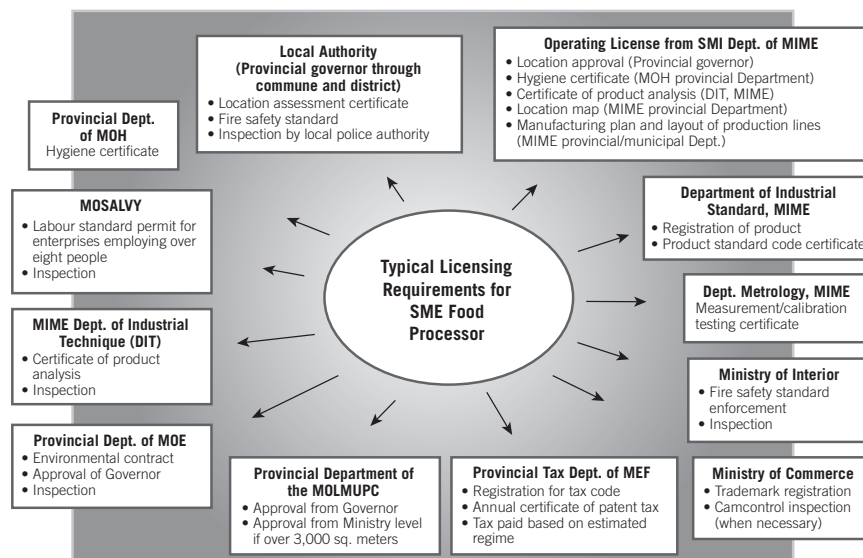 Local Authority
(Provincial governor through
commune and district)
• Location assessment certificate
• Fire safety standard
• Inspection by local police authority
Operating License from SMI Dept. of MIME
• Location approval (Provincial governor)
• Hygiene certificate (MOH provincial Department)
• Certificate of product analysis (DIT, MIME)
• Location map (MIME provincial Department)
• Manufacturing plan and layout of production lines
(MIME provincial/municipal Dept.)
Provincial Dept.
of MOH
Hygiene certificate
MOSALVY
• Labour standard permit for
enterprises employing over
eight people
• Inspection
Department of Industrial
Standard, MIME
• Registration of product
• Product standard code certificate
Typical Licensing
Requirements for
SME Food
Processor
Dept. Metrology, MIME
Measurement/calibration
testing certificate
MIME Dept. of Industrial
Technique (DIT)
• Certificate of product
analysis
• Inspection
Ministry of Interior
• Fire safety standard
enforcement
• Inspection
Provincial Dept. of MOE
• Environmental contract
• Approval of Governor
• Inspection
Provincial Department of
the MOLMUPC
• Approval from Governor
• Approval from Ministry level
if over 3,000 sq. meters
Provincial Tax Dept. of MEF
• Registration for tax code
• Annual certificate of patent tax
• Tax paid based on estimated
regime
Ministry of Commerce
• Trademark registration
• Camcontrol inspection
(when necessary)